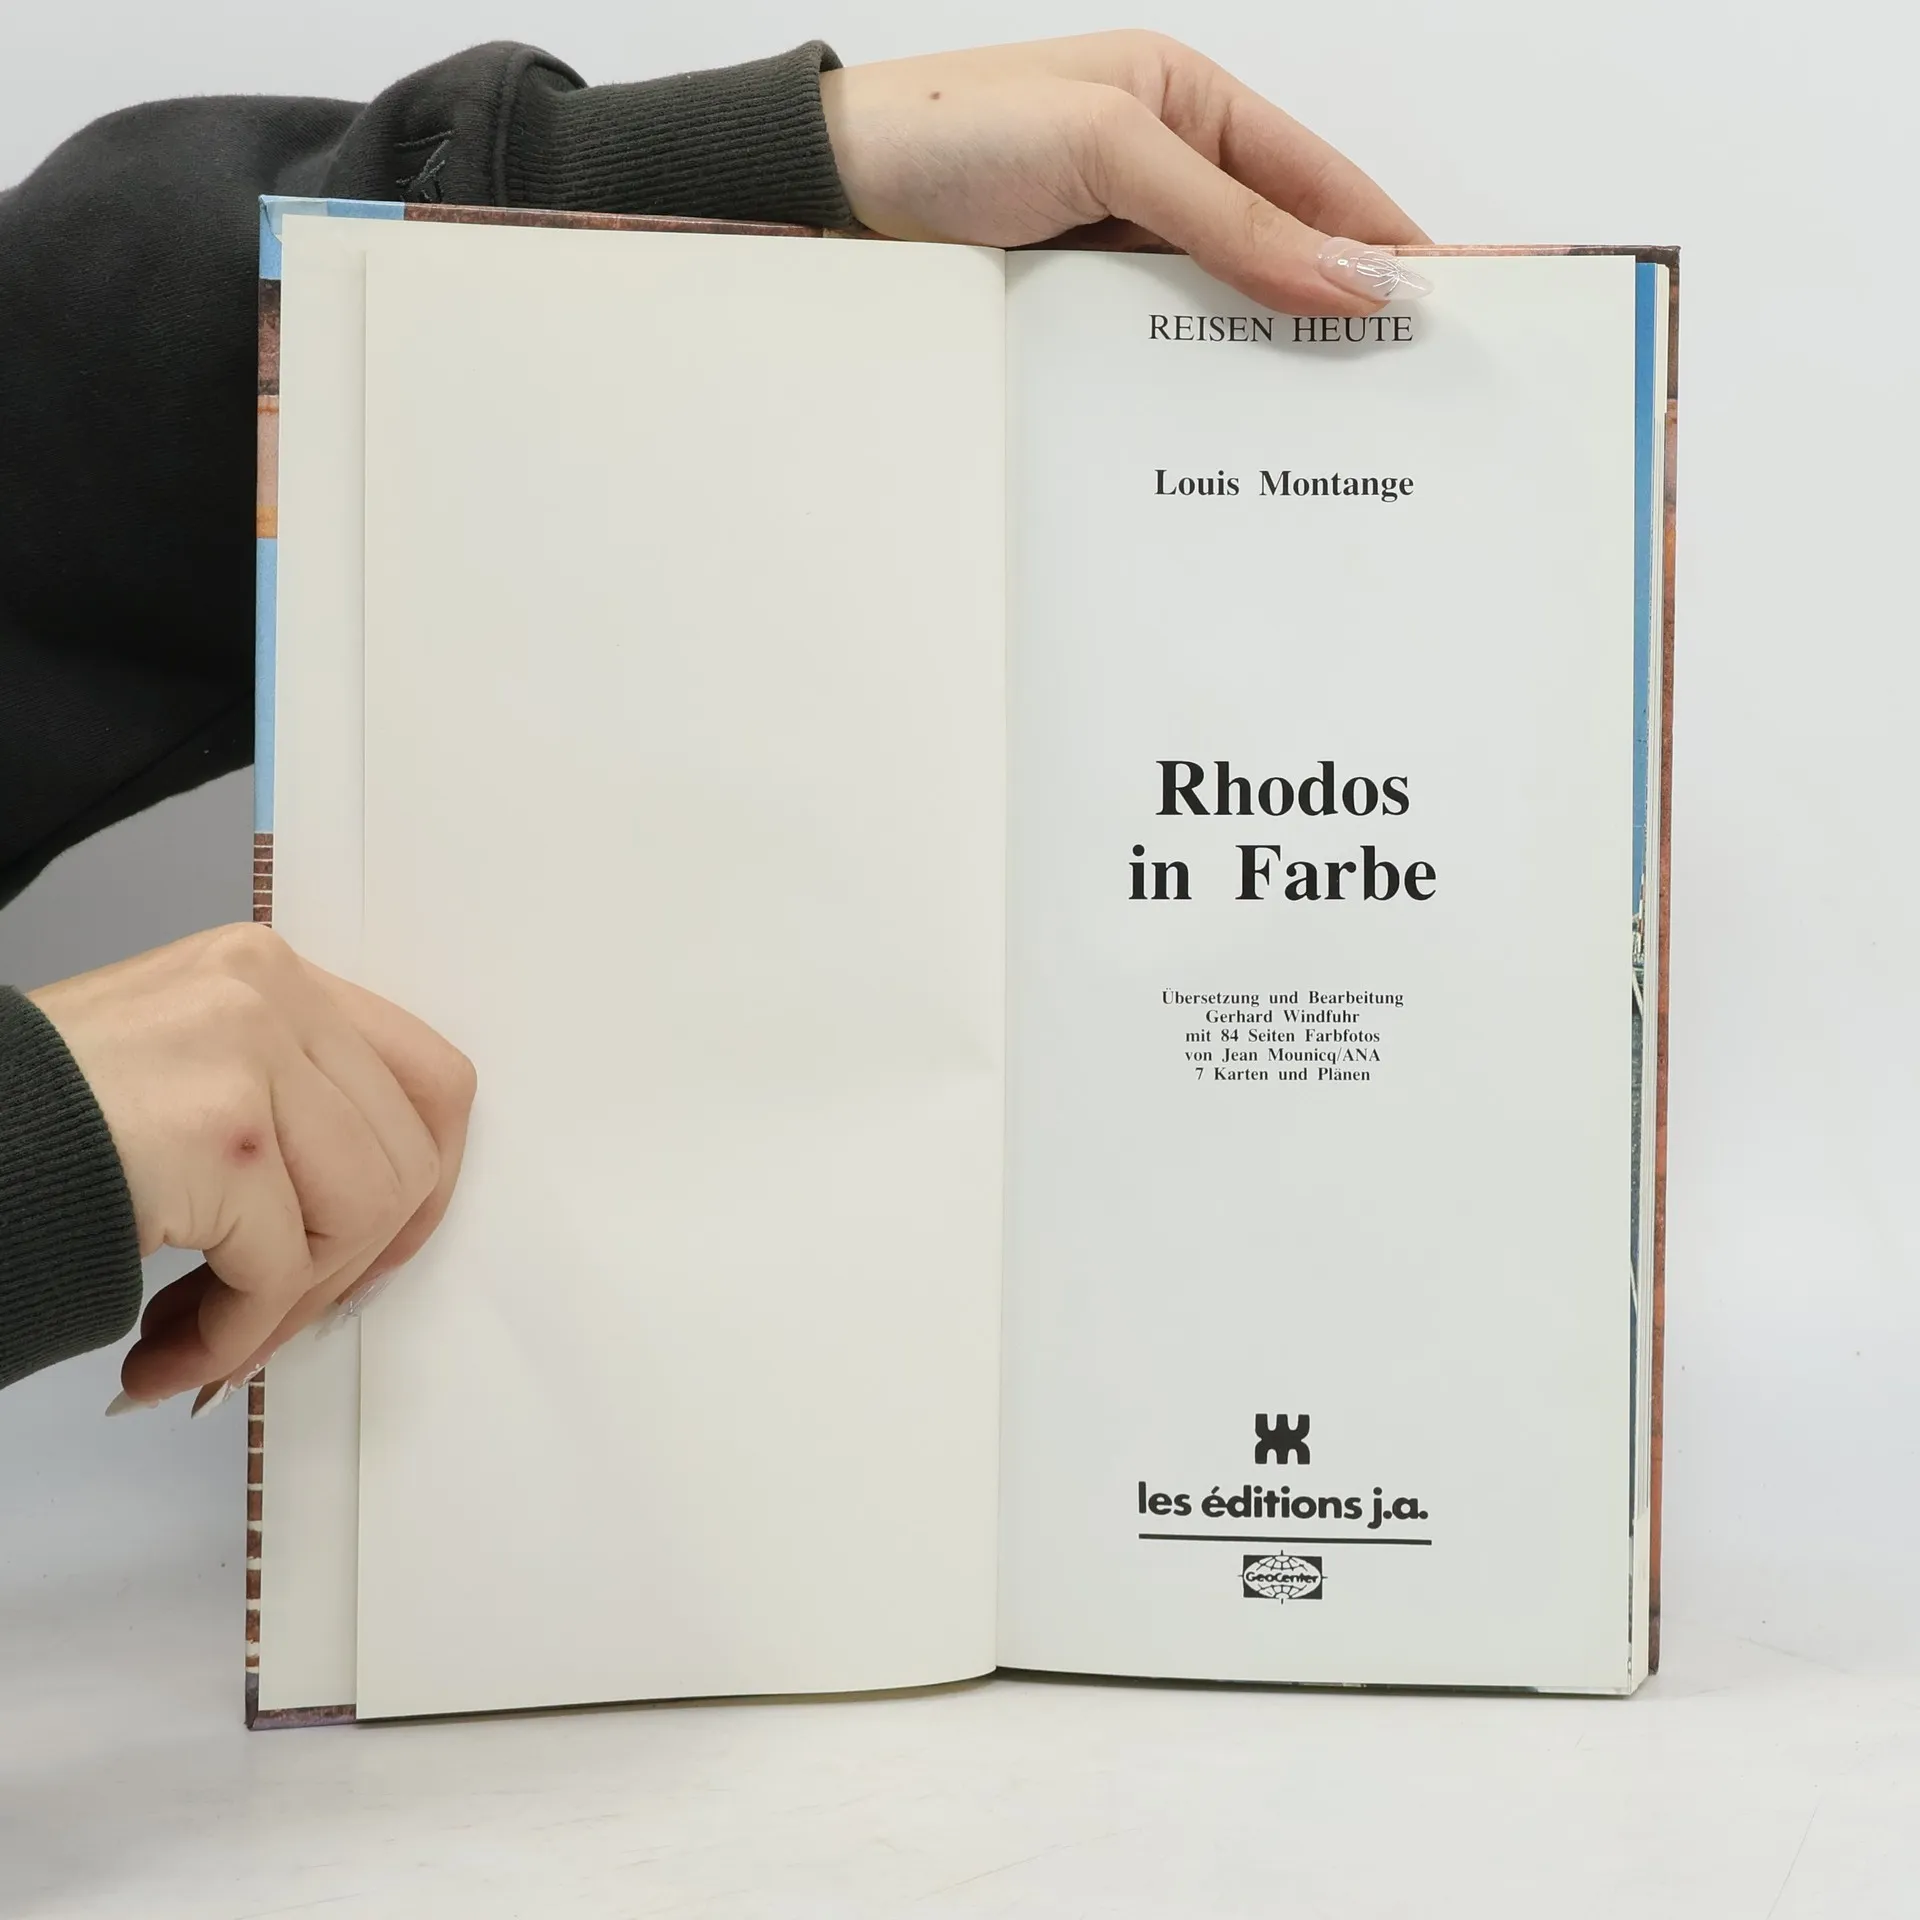 REISEN HEUTE
Louis Montange
Rhodos
in Farbe
Übersetzung und Bearbeitung
Gerhard Windfuhr
mit 84 Seiten Farbfotos
von Jean Mounicq/ANA
7 Karten und Plänen
les éditions j.a.
GeoCenter